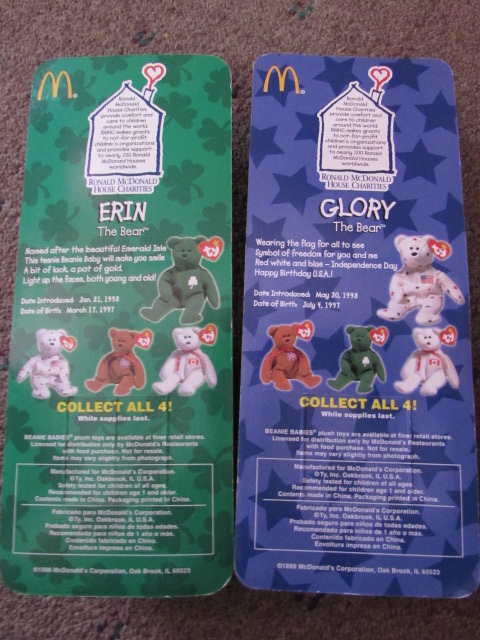 Ronald
McDonald
House Charities
provide comfort and
care to children
around the world.
RMHC makes grants
to not-for-profit
children's organizations
and provides support
to nearly 200 Ronald
McDonald Houses
worldwide.
RONALD MCDONALD
HOUSE CHARITIES
ERIN
The Bear™
Named after the beautiful Emerald Isle
This teenie Beanie Baby will make you smile
A bit of luck, a pot of gold,
Light up the faces, both young and old!
Date Introduced: Jan. 31, 1998
Date of Birth: March 17, 1997
COLLECT ALL 4!
While supplies last.
BEANIE BABIES® plush toys are available at finer retail stores.
Licensed for distribution only by McDonald's Restaurants
with food purchase. Not for resale.
Items may vary slightly from photograph.
Manufactured for McDonald's Corporation.
©Ty, Inc. Oakbrook, IL U.S.A.
Safety tested for children of all ages.
Recommended for children age 1 and older.
Contents made in China. Packaging printed in China.
Fabricado para McDonald's Corporation.
©Ty, Inc. Oakbrook, IL U.S.A.
Probado seguro para niños de todas edades.
Recomendado para niños de 1 año o más.
Contenido fabricado en China.
Envoltura impresa en China.
©1999 McDonald's Corporation, Oak Brook, IL 60523
Ronald
McDonald
House Charities
provide comfort and
care to children
around the world.
RMHC makes grants
to not-for-profit
children's organizations
and provides support
to nearly 200 Ronald
McDonald Houses
worldwide.
RONALD MCDONALD
HOUSE CHARITIES
GLORY
The Bear™
Wearing the flag for all to see
Symbol of freedom for you and me
Red white and blue – Independence Day
Happy Birthday U.S.A.!
Date Introduced: May 30, 1998
Date of Birth: July 4, 1997
COLLECT ALL 4!
While supplies last.
BEANIE BABIES® plush toys are available at finer retail stores.
Licensed for distribution only by McDonald's Restaurants
with food purchase. Not for resale.
Items may vary slightly from photograph.
Manufactured for McDonald's Corporation.
©Ty, Inc. Oakbrook, IL U.S.A.
Safety tested for children of all ages.
Recommended for children age 1 and older.
Contents made in China. Packaging printed in China.
Fabricado para McDonald's Corporation.
©Ty, Inc. Oakbrook, IL U.S.A.
Probado seguro para niños de todas edades.
Recomendado para niños de 1 año o más.
Contenido fabricado en China.
Envoltura impresa en China.
©1999 McDonald's Corporation, Oak Brook, IL 60523